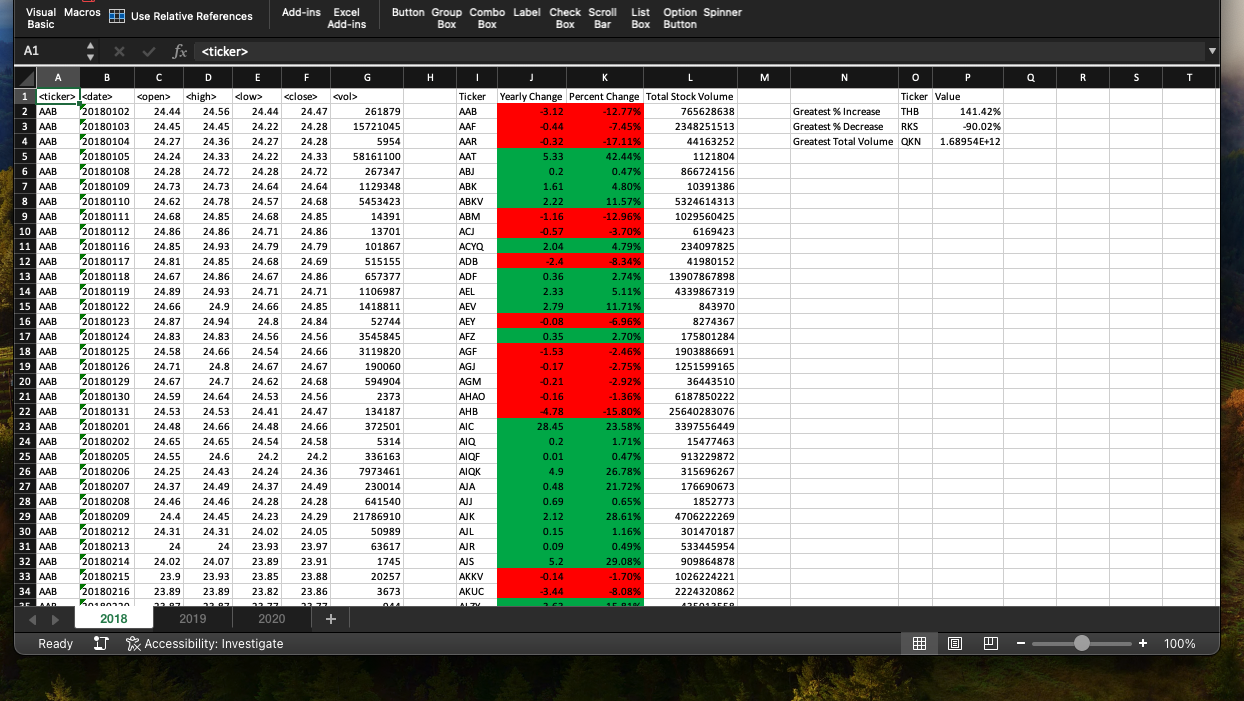 Visual Basic Macros Use Relative References Add-ins Excel Add-ins Button Group Box Combo Box Label Check Box Scroll Bar List Box Option Button Spinner
A1 fx <ticker>
A B C D E F G H I J K L M N O P Q R S T
1 <ticker> <date> <open> <high> <low> <close> <vol> Ticker Yearly Change Percent Change Total Stock Volume Ticker Value
2 AAB 20180102 24.44 24.56 24.44 24.47 261879 AAB -3.12 -12.77% 765628638 Greatest % Increase THB 141.42%
3 AAB 20180103 24.45 24.45 24.22 24.28 15721045 AAF -0.44 -7.45% 2348251513 Greatest % Decrease RKS -90.02%
4 AAB 20180104 24.27 24.36 24.27 24.27 5954 AAR -0.32 -17.11% 44163252 Greatest Total Volume QKN 1.68954E+12
5 AAB 20180105 24.24 24.33 24.22 24.33 58161100 AAT 5.33 42.44% 1121804
6 AAB 20180108 24.28 24.72 24.28 24.72 267347 ABJ 0.2 0.47% 866724156
7 AAB 20180109 24.73 24.73 24.64 24.64 1129348 ABK 1.61 4.80% 10391386
8 AAB 20180110 24.62 24.78 24.57 24.68 5453423 ABKV 2.22 11.57% 5324614313
9 AAB 20180111 24.68 24.85 24.68 24.85 14391 ABM -1.16 -12.96% 1029560425
10 AAB 20180112 24.86 24.86 24.71 24.86 13701 ACJ -0.57 -3.70% 6169423
11 AAB 20180116 24.85 24.93 24.79 24.79 101867 ACYQ 2.04 4.79% 234097825
12 AAB 20180117 24.81 24.85 24.68 24.69 515155 ADB -2.4 -8.34% 41980152
13 AAB 20180118 24.67 24.86 24.67 24.86 657377 ADF 0.36 2.74% 13907867898
14 AAB 20180119 24.89 24.93 24.71 24.71 1106987 AEL 2.33 5.11% 4339867319
15 AAB 20180122 24.66 24.9 24.66 24.85 1418811 AEV 2.79 11.71% 843970
16 AAB 20180123 24.87 24.94 24.8 24.84 52744 AEY -0.08 -6.96% 8274367
17 AAB 20180124 24.83 24.83 24.56 24.56 3545845 AFZ 0.35 2.70% 175801284
18 AAB 20180125 24.58 24.66 24.54 24.66 3119820 AGF -1.53 -2.46% 1903886691
19 AAB 20180126 24.71 24.8 24.67 24.67 190060 AGJ -0.17 -2.75% 1251599165
20 AAB 20180129 24.67 24.7 24.62 24.68 594904 AGM -0.21 -2.92% 36443510
21 AAB 20180130 24.59 24.64 24.53 24.56 2373 AHAO -0.16 -1.36% 6187850222
22 AAB 20180131 24.53 24.53 24.41 24.47 134187 AHB -4.78 -15.80% 25640283076
23 AAB 20180201 24.48 24.66 24.48 24.66 372501 AIC 28.45 23.58% 3397556449
24 AAB 20180202 24.65 24.65 24.54 24.58 5314 AIQ 0.2 1.71% 15477463
25 AAB 20180205 24.55 24.6 24.2 24.2 336163 AIQF 0.01 0.47% 913229872
26 AAB 20180206 24.25 24.43 24.24 24.36 7973461 AIQK 4.9 26.78% 315696267
27 AAB 20180207 24.37 24.49 24.37 24.49 230014 AJA 0.48 21.72% 176690673
28 AAB 20180208 24.46 24.46 24.28 24.28 641540 AJJ 0.69 0.65% 1852773
29 AAB 20180209 24.4 24.45 24.23 24.29 21786910 AJK 2.12 28.61% 4706222269
30 AAB 20180212 24.31 24.31 24.02 24.05 50989 AJL 0.15 1.16% 301470187
31 AAB 20180213 24 24 23.93 23.97 63617 AJR 0.09 0.49% 533445954
32 AAB 20180214 24.02 24.07 23.89 23.91 1745 AJS 5.2 29.08% 909864878
33 AAB 20180215 23.9 23.93 23.85 23.88 20257 AKKV -0.14 -1.70% 1026224221
34 AAB 20180216 23.89 23.89 23.82 23.86 3673 AKUC -3.44 -8.08% 2224320862
2018 2019 2020 +
Ready Accessibility: Investigate 100%